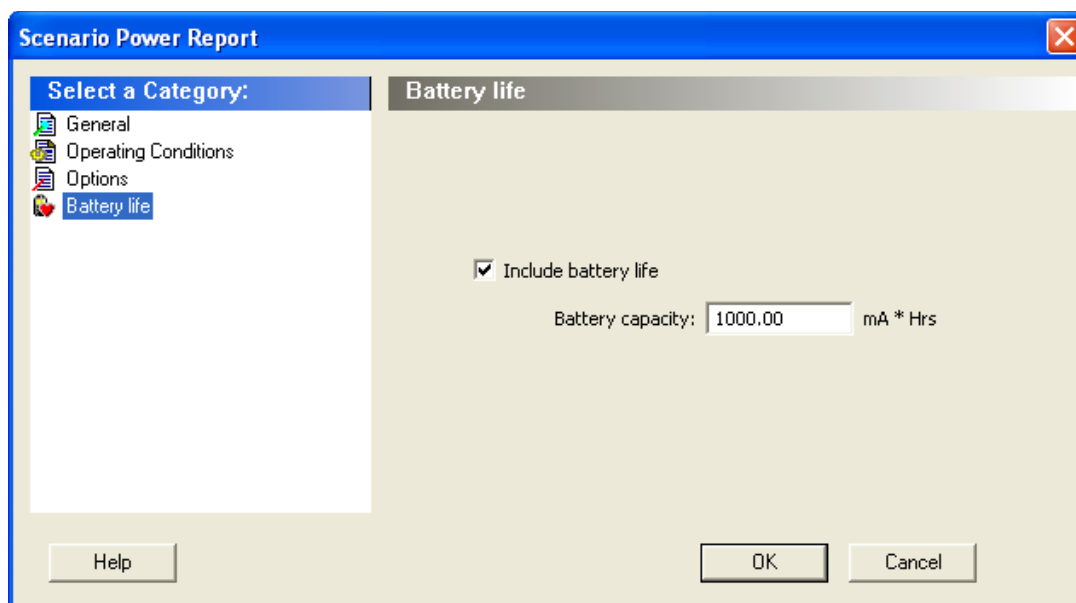 Scenario Power Report
Select a Category:
General
Operating Conditions
Options
Battery life
Battery life
Include battery life
Battery capacity: 1000.00 mA * Hrs
Help
OK
Cancel